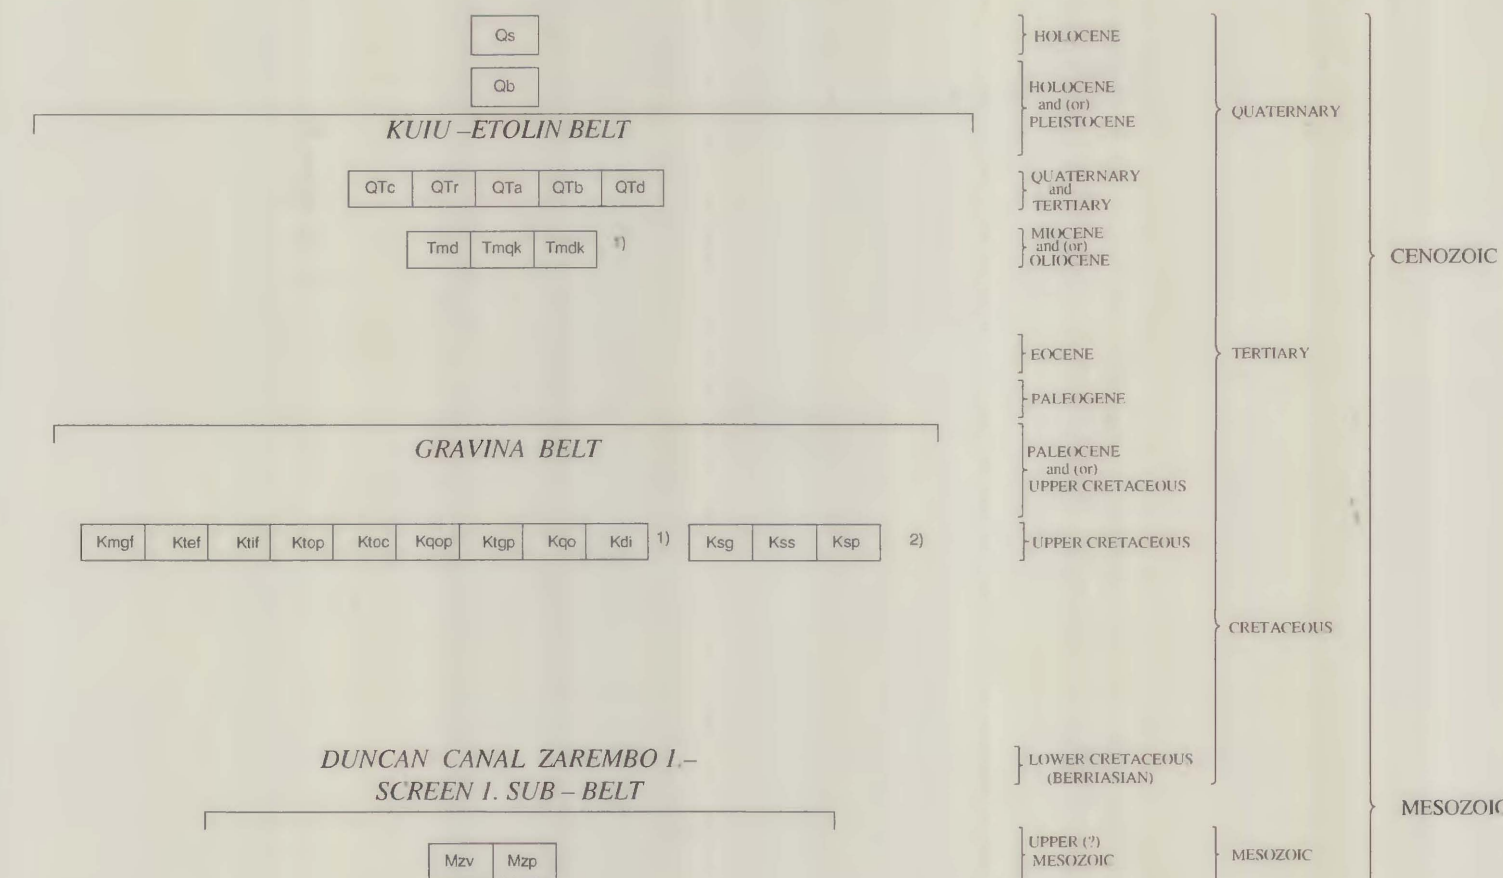 Qs
HOLOCENE
Qb
HOLOCENE
and (or)
PLEISTOCENE
QUATERNARY
KUIU –ETOLIN BELT
QTc QTr QTa QTb QTd
QUATERNARY
and
TERTIARY
Tmd Tmqk Tmdk 1)
MIOCENE
and (or)
OLIOCENE
CENOZOIC
EOCENE
TERTIARY
PALEOGENE
GRAVINA BELT
PALEOCENE
and (or)
UPPER CRETACEOUS
Kmgf Ktef Ktif Ktop Ktoc Kqop Ktgp Kqo Kdi 1) Ksg Kss Ksp 2)
UPPER CRETACEOUS
CRETACEOUS
DUNCAN CANAL ZAREMBO I.–
SCREEN I. SUB – BELT
LOWER CRETACEOUS
(BERRIASIAN)
MESOZOIC
Mzv Mzp
UPPER (?)
MESOZOIC
MESOZOIC